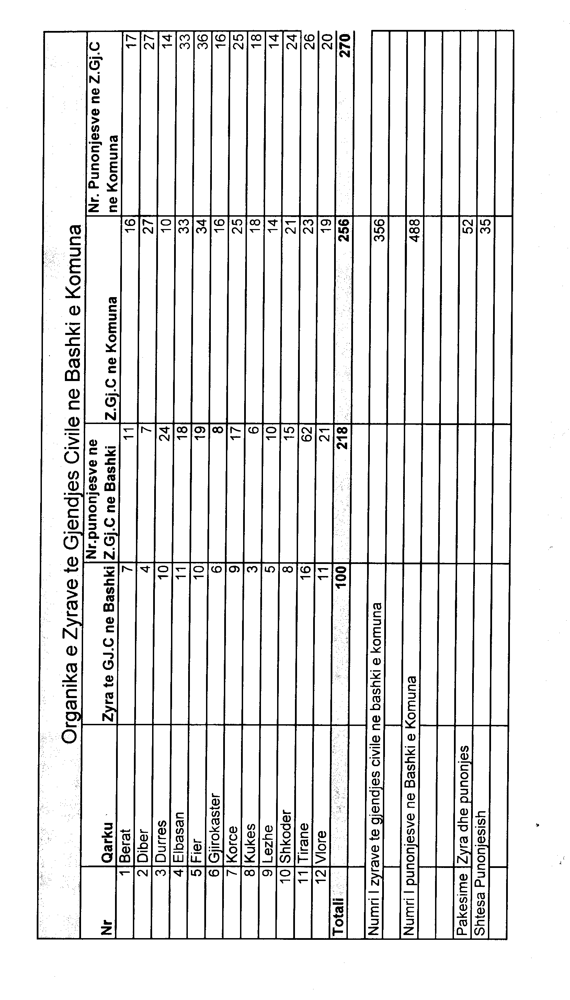 Organika e Zyrave te Gjendjes Civile ne Bashki e Komuna
Nr Qarku Zyra te GJ.C ne Bashki Nr.punonjesve ne Z.Gj.C ne Bashki Z.Gj.C ne Komuna Nr. Punonjesve ne Z.Gj.C ne Komuna
1 Berat 7 11 16 17
2 Diber 4 7 27 27
3 Durres 10 24 10 14
4 Elbasan 11 18 33 33
5 Fier 10 19 34 36
6 Gjirokaster 6 8 16 16
7 Korce 9 17 25 25
8 Kukes 3 6 18 18
9 Lezhe 5 10 14 14
10 Shkoder 8 15 21 24
11 Tirane 16 62 23 26
12 Vlore 11 21 19 20
Totali 100 218 256 270
Numri I zyrave te gjendjes civile ne bashki e komuna 356
Numri I punonjesve ne Bashki e Komuna 488
Pakesime Zyra dhe punonjes 52
Shtesa Punonjesish 35